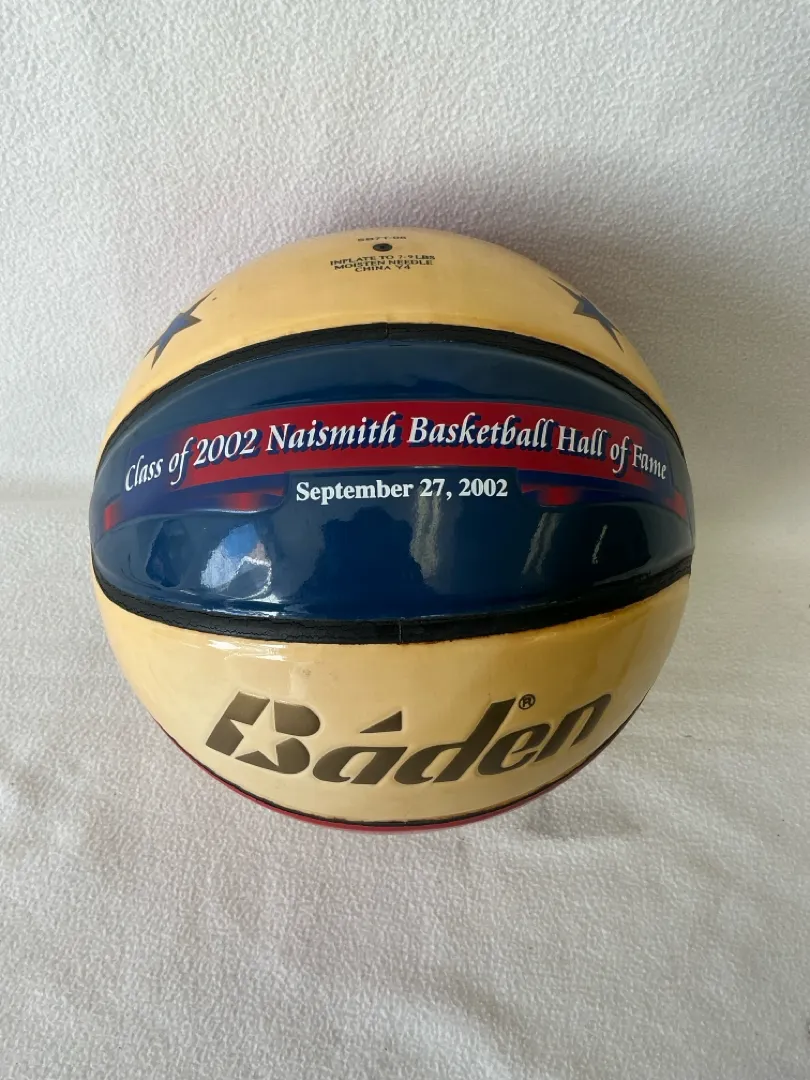 INFLATE TO 7-9 LBS
MOISTEN NEEDLE
CHINA Y4
Class of 2002 Naismith Basketball Hall of Fame
September 27, 2002
Báden®